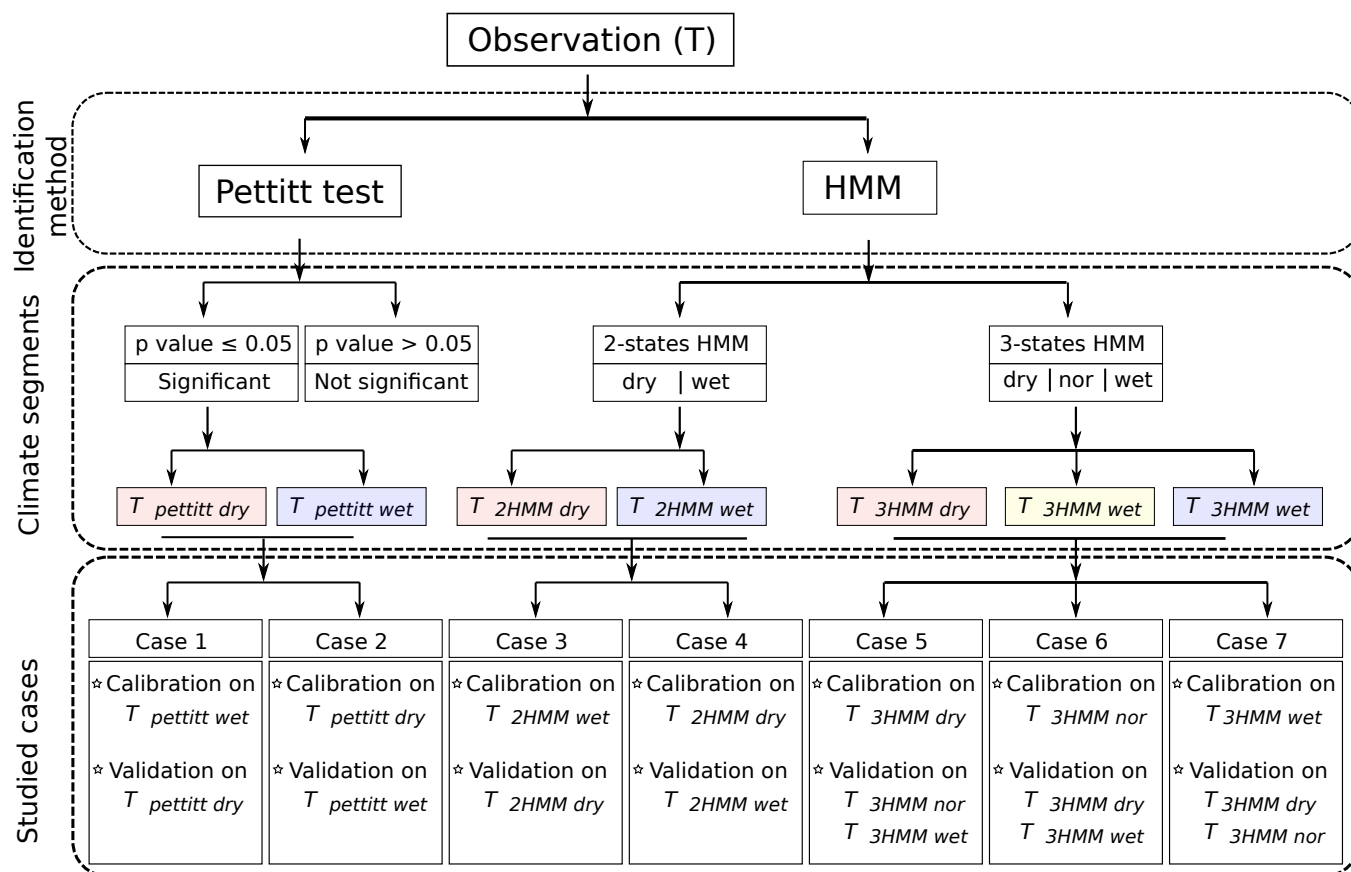 Observation (T)
Identification
method
Pettitt test
HMM
Climate segments
p value ≤ 0.05
Significant
p value > 0.05
Not significant
2-states HMM
dry | wet
3-states HMM
dry | nor | wet
T pettitt dry
T pettitt wet
T 2HMM dry
T 2HMM wet
T 3HMM dry
T 3HMM wet
T 3HMM wet
Studied cases
Case 1
☆ Calibration on
T pettitt wet
☆ Validation on
T pettitt dry
Case 2
☆ Calibration on
T pettitt dry
☆ Validation on
T pettitt wet
Case 3
☆ Calibration on
T 2HMM wet
☆ Validation on
T 2HMM dry
Case 4
☆ Calibration on
T 2HMM dry
☆ Validation on
T 2HMM wet
Case 5
☆ Calibration on
T 3HMM dry
☆ Validation on
T 3HMM nor
T 3HMM wet
Case 6
☆ Calibration on
T 3HMM nor
☆ Validation on
T 3HMM dry
T 3HMM wet
Case 7
☆ Calibration on
T 3HMM wet
☆ Validation on
T 3HMM dry
T 3HMM nor